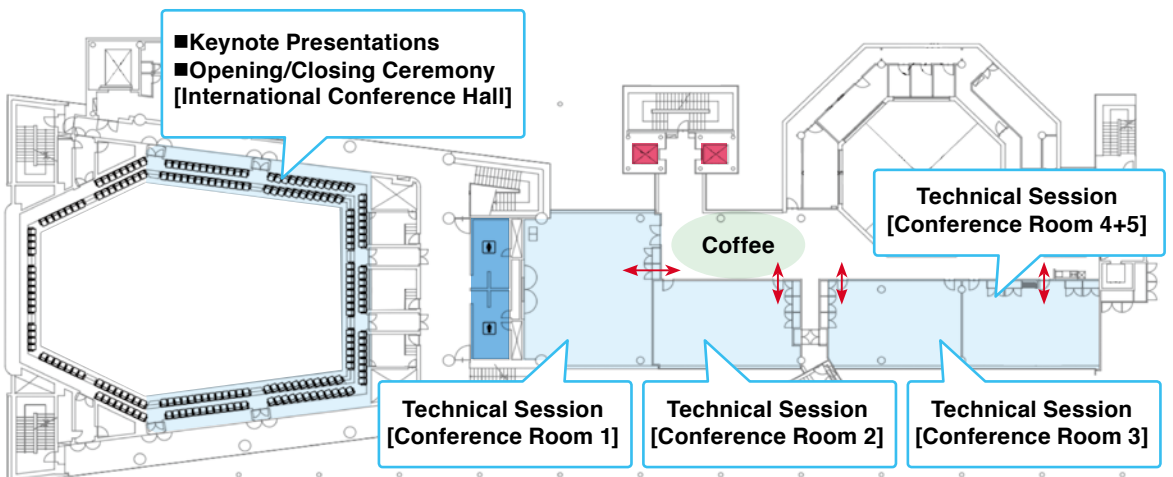 ■Keynote Presentations
■Opening/Closing Ceremony
[International Conference Hall]
Technical Session
[Conference Room 4+5]
Coffee
Technical Session
[Conference Room 1]
Technical Session
[Conference Room 2]
Technical Session
[Conference Room 3]